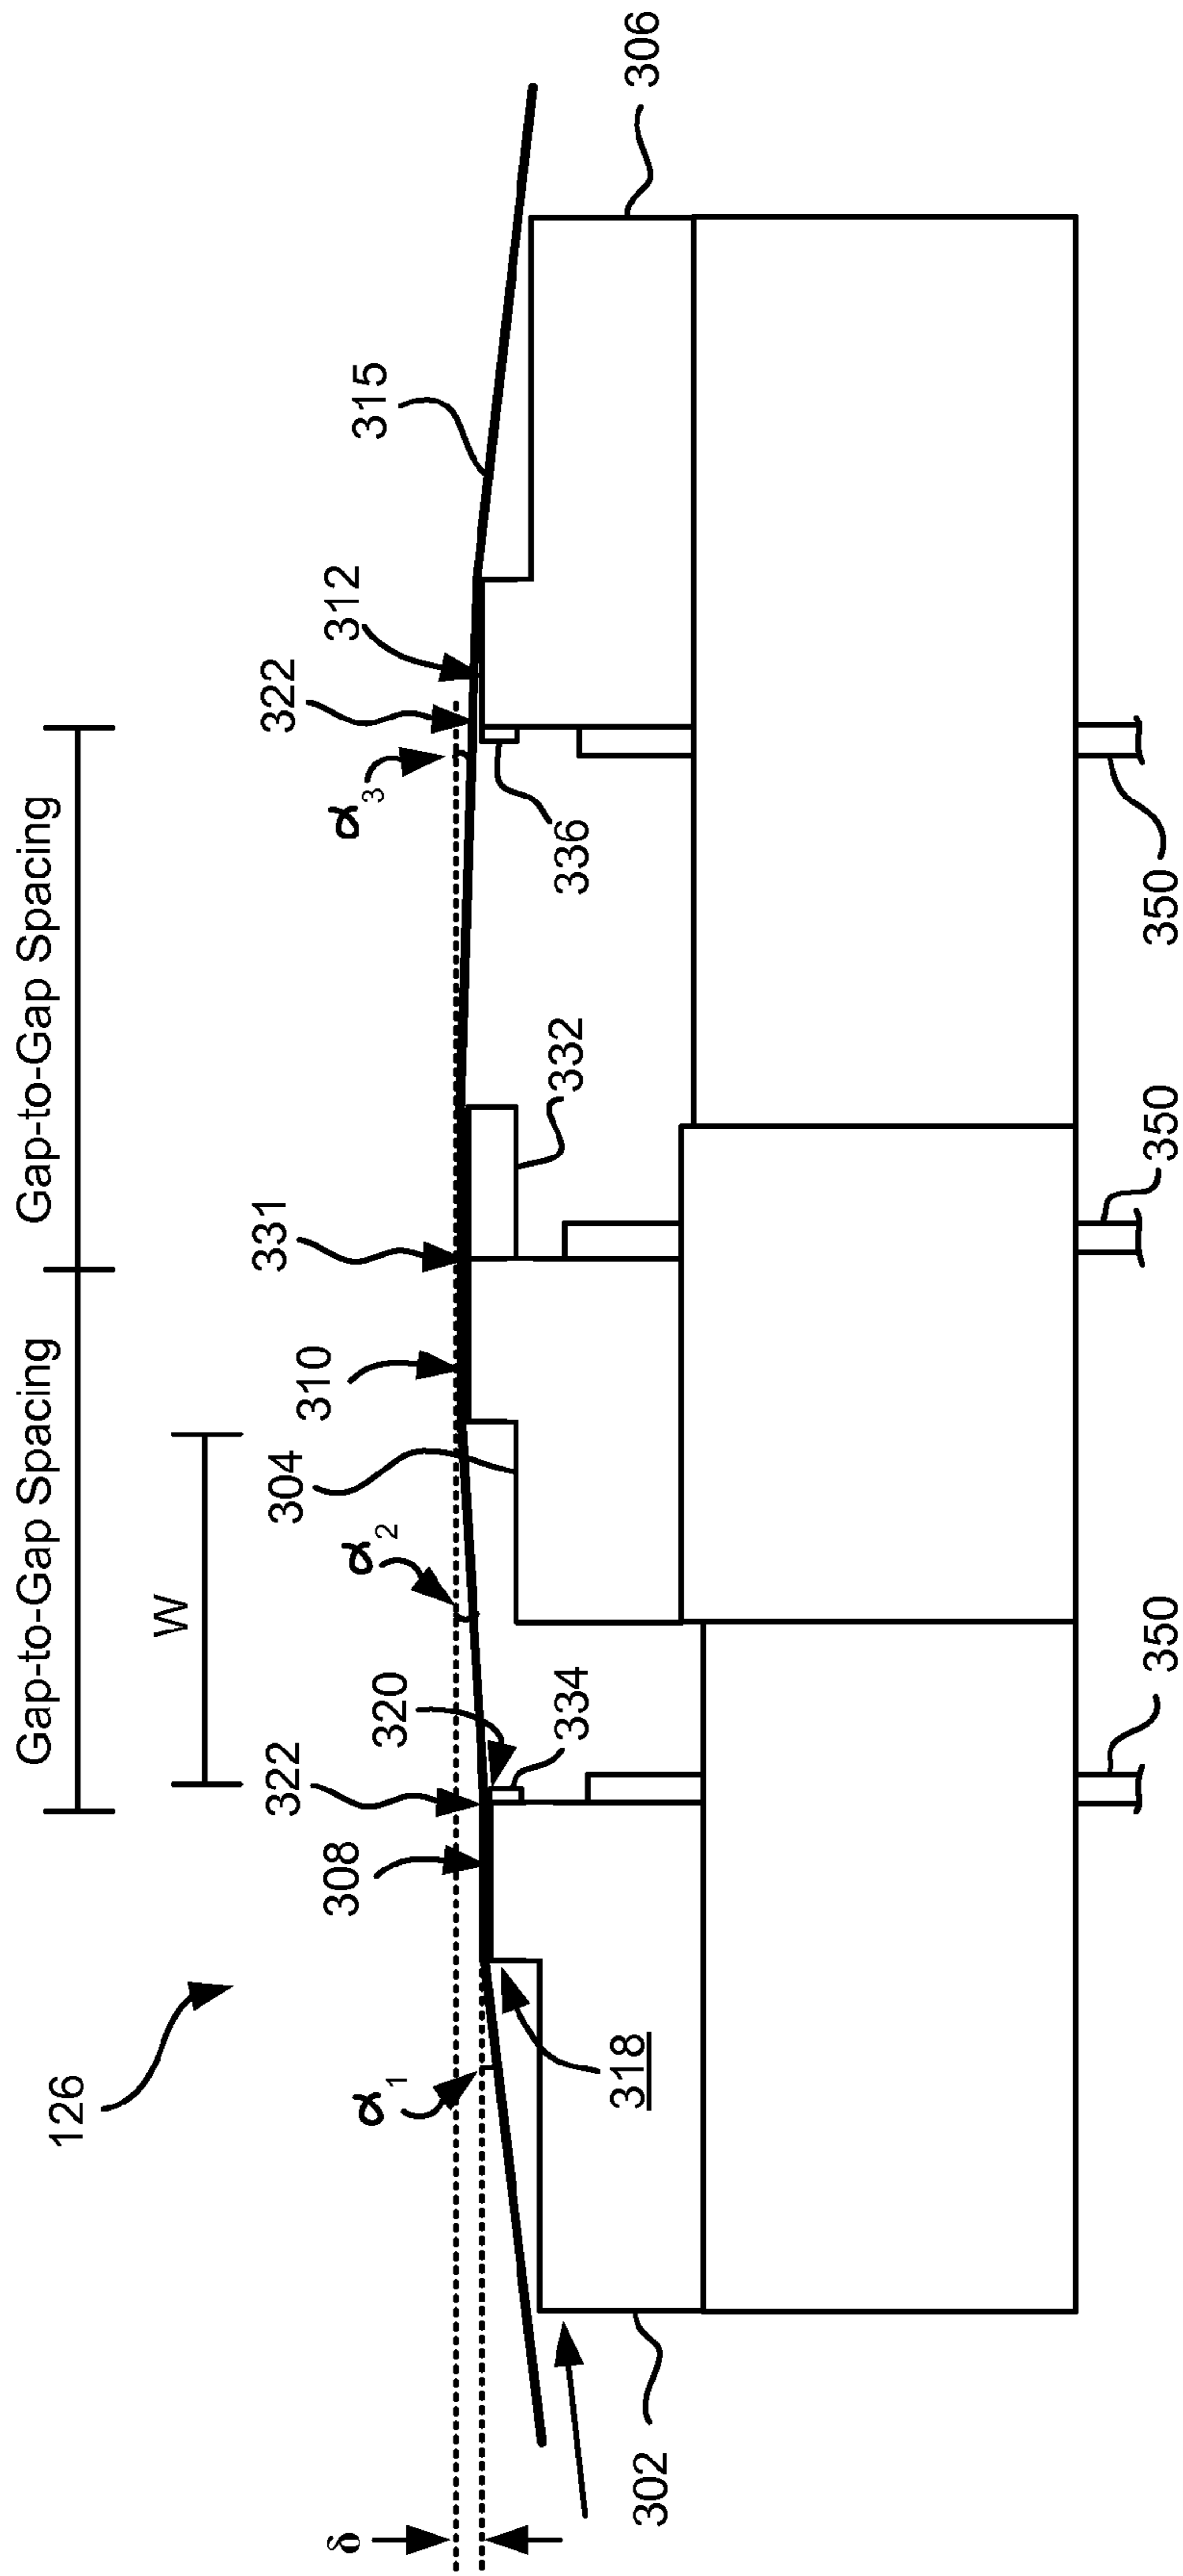 Gap-to-Gap Spacing
Gap-to-Gap Spacing
W
126
δ
α1
308
322
320
334
α2
304
310
331
332
α3
322
312
336
315
306
318
302
350
350
350